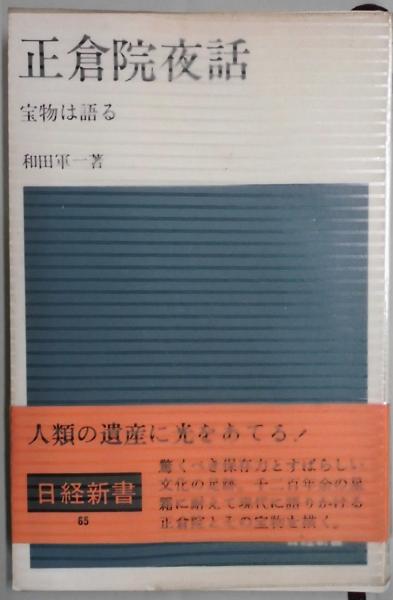 正倉院夜話
宝物は語る
和田軍一著
人類の遺産に光をあてる!
日経新書
65
驚くべき保存力とすばらしい
文化の足跡。十二百年余の星
霜に耐えて現代に語りかける
正倉院とその宝物を描く。